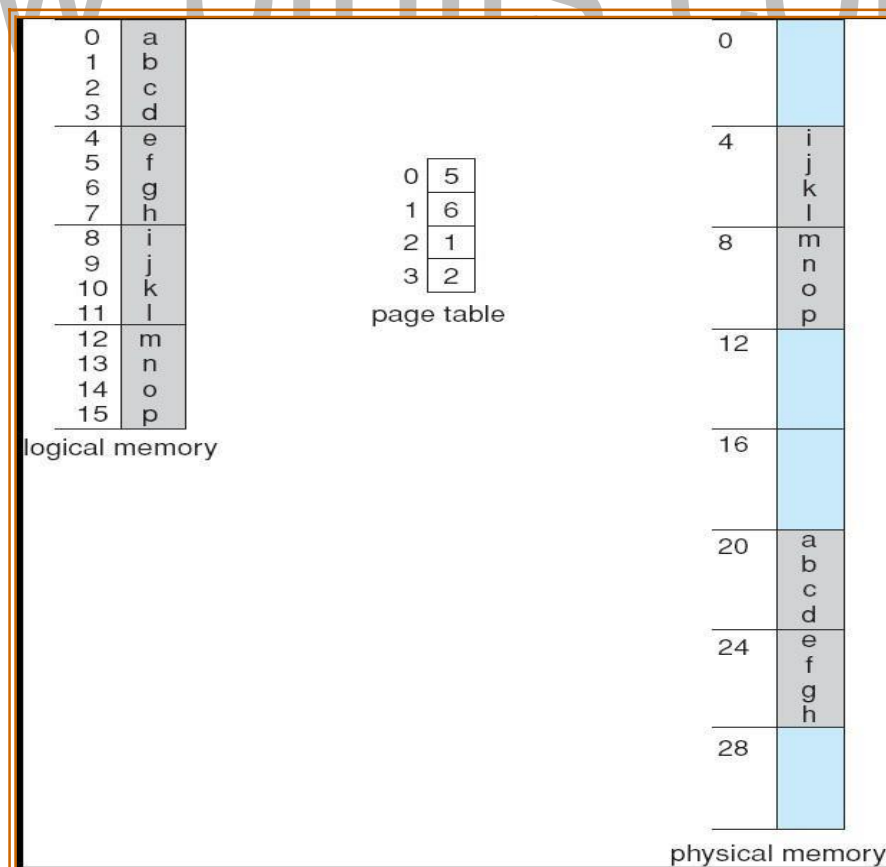 0 a
1 b
2 c
3 d
4 e
5 f
6 g
7 h
8 i
9 j
10 k
11 l
12 m
13 n
14 o
15 p
logical memory
0 5
1 6
2 1
3 2
page table
0
4 i
j
k
l
8 m
n
o
p
12
16
20 a
b
c
d
24 e
f
g
h
28
physical memory